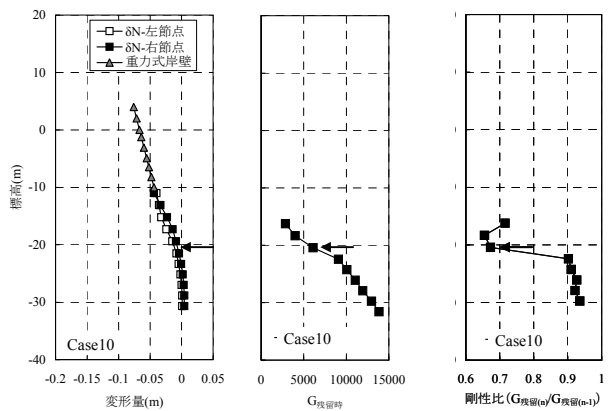 20
10
0
-10
-20
-30
-40
標高(m)
δN-左節点
δN-右節点
重力式岸壁
Case10
-0.2 -0.15 -0.1 -0.05 0 0.05
変形量(m)
Case10
0 5000 10000 15000
G残留時
Case10
0.6 0.7 0.8 0.9 1
剛性比(G残留(n)/G残留(n-1))